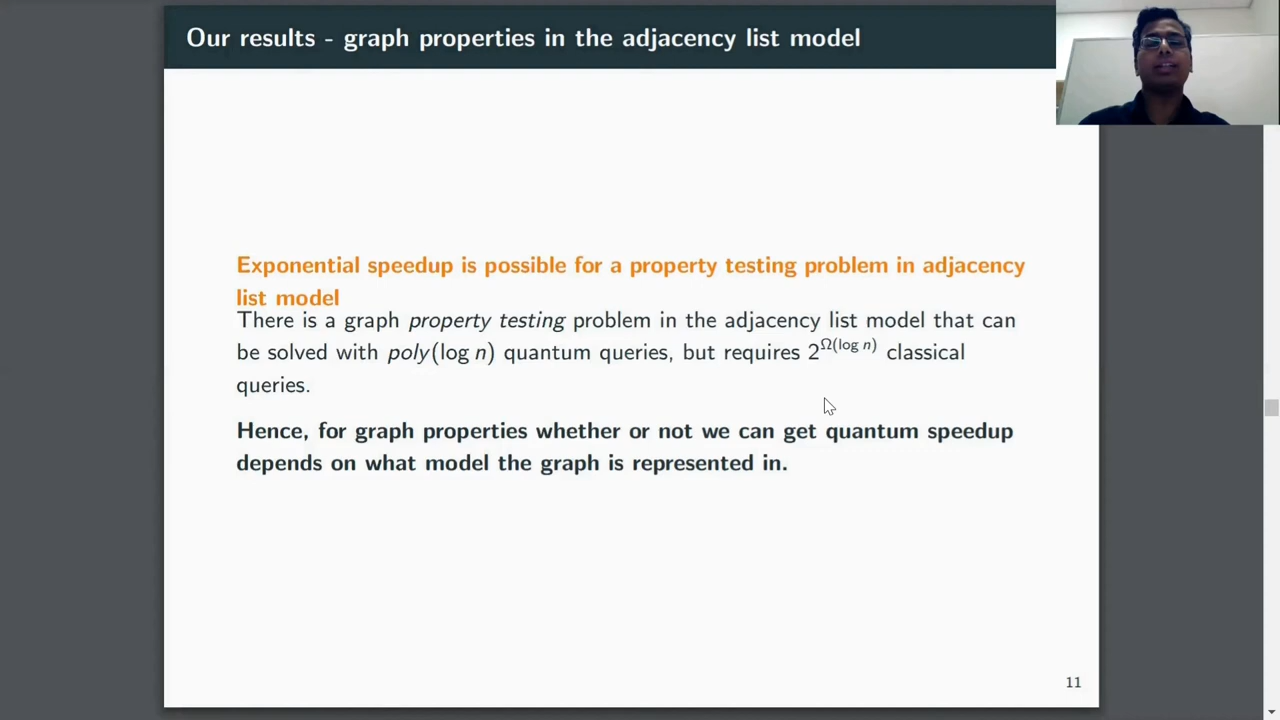 Our results - graph properties in the adjacency list model
Exponential speedup is possible for a property testing problem in adjacency
list model
There is a graph property testing problem in the adjacency list model that can
be solved with poly(log n) quantum queries, but requires 2^Ω(log n) classical
queries.
Hence, for graph properties whether or not we can get quantum speedup
depends on what model the graph is represented in.
11